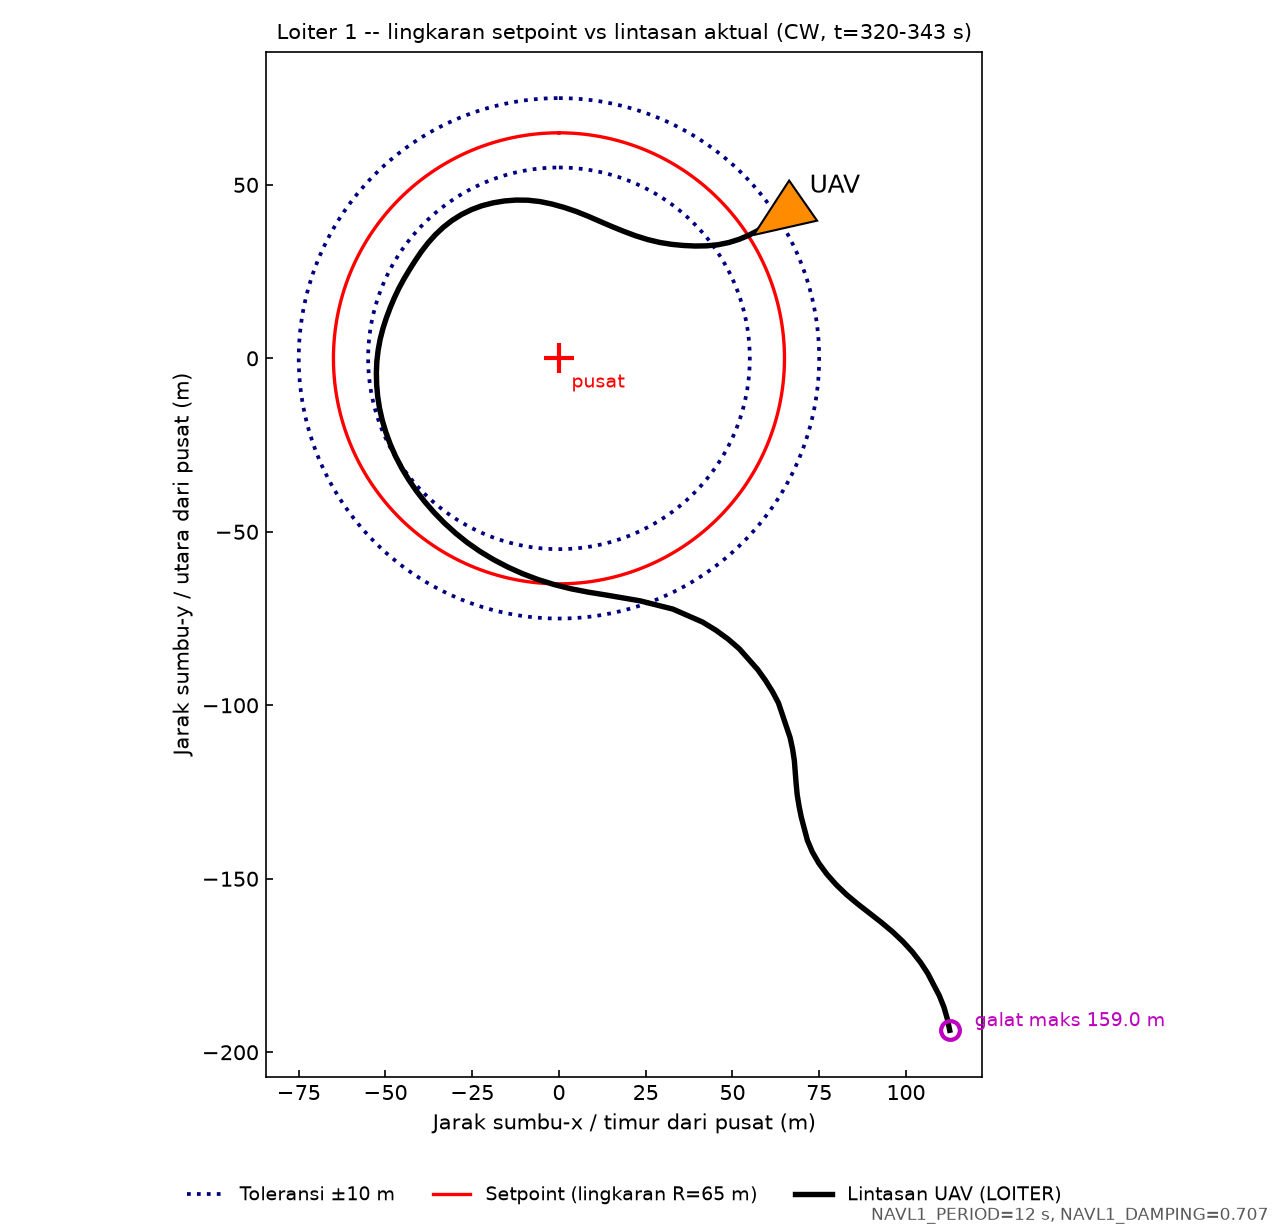 Loiter 1 -- lingkaran setpoint vs lintasan aktual (CW, t=320-343 s)
UAV
pusat
galat maks 159.0 m
50
0
−50
−100
−150
−200
Jarak sumbu-y / utara dari pusat (m)
−75 −50 −25 0 25 50 75 100
Jarak sumbu-x / timur dari pusat (m)
Toleransi ±10 m Setpoint (lingkaran R=65 m) Lintasan UAV (LOITER)
NAVL1_PERIOD=12 s, NAVL1_DAMPING=0.707